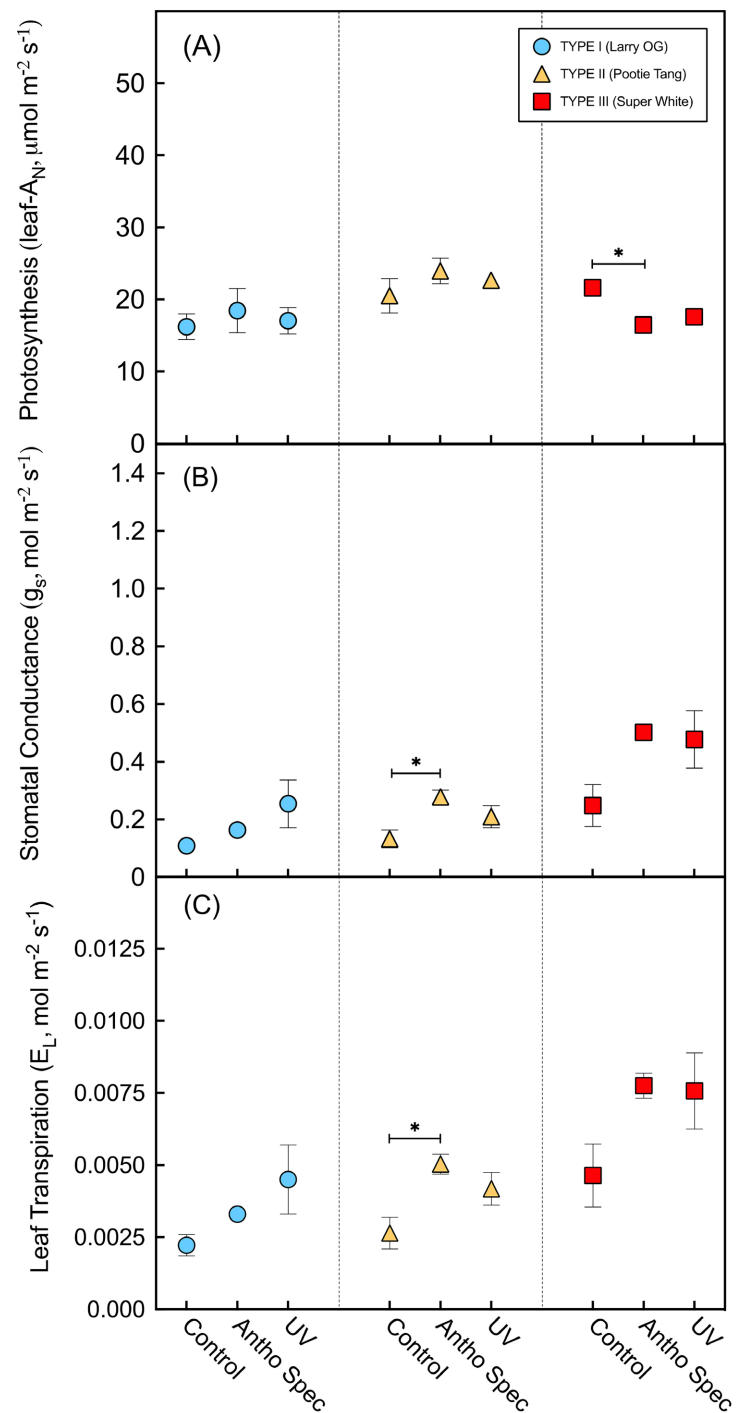 (A)
TYPE I (Larry OG)
TYPE II (Pootie Tang)
TYPE III (Super White)
Photosynthesis (leaf-A_N, μmol m⁻² s⁻¹)
50
40
30
20
10
0
*
(B)
Stomatal Conductance (g_s, mol m⁻² s⁻¹)
1.4
1.2
1.0
0.8
0.6
0.4
0.2
0
*
(C)
Leaf Transpiration (E_L, mol m⁻² s⁻¹)
0.0125
0.0100
0.0075
0.0050
0.0025
0.000
*
Control
Antho Spec
UV
Control
Antho Spec
UV
Control
Antho Spec
UV